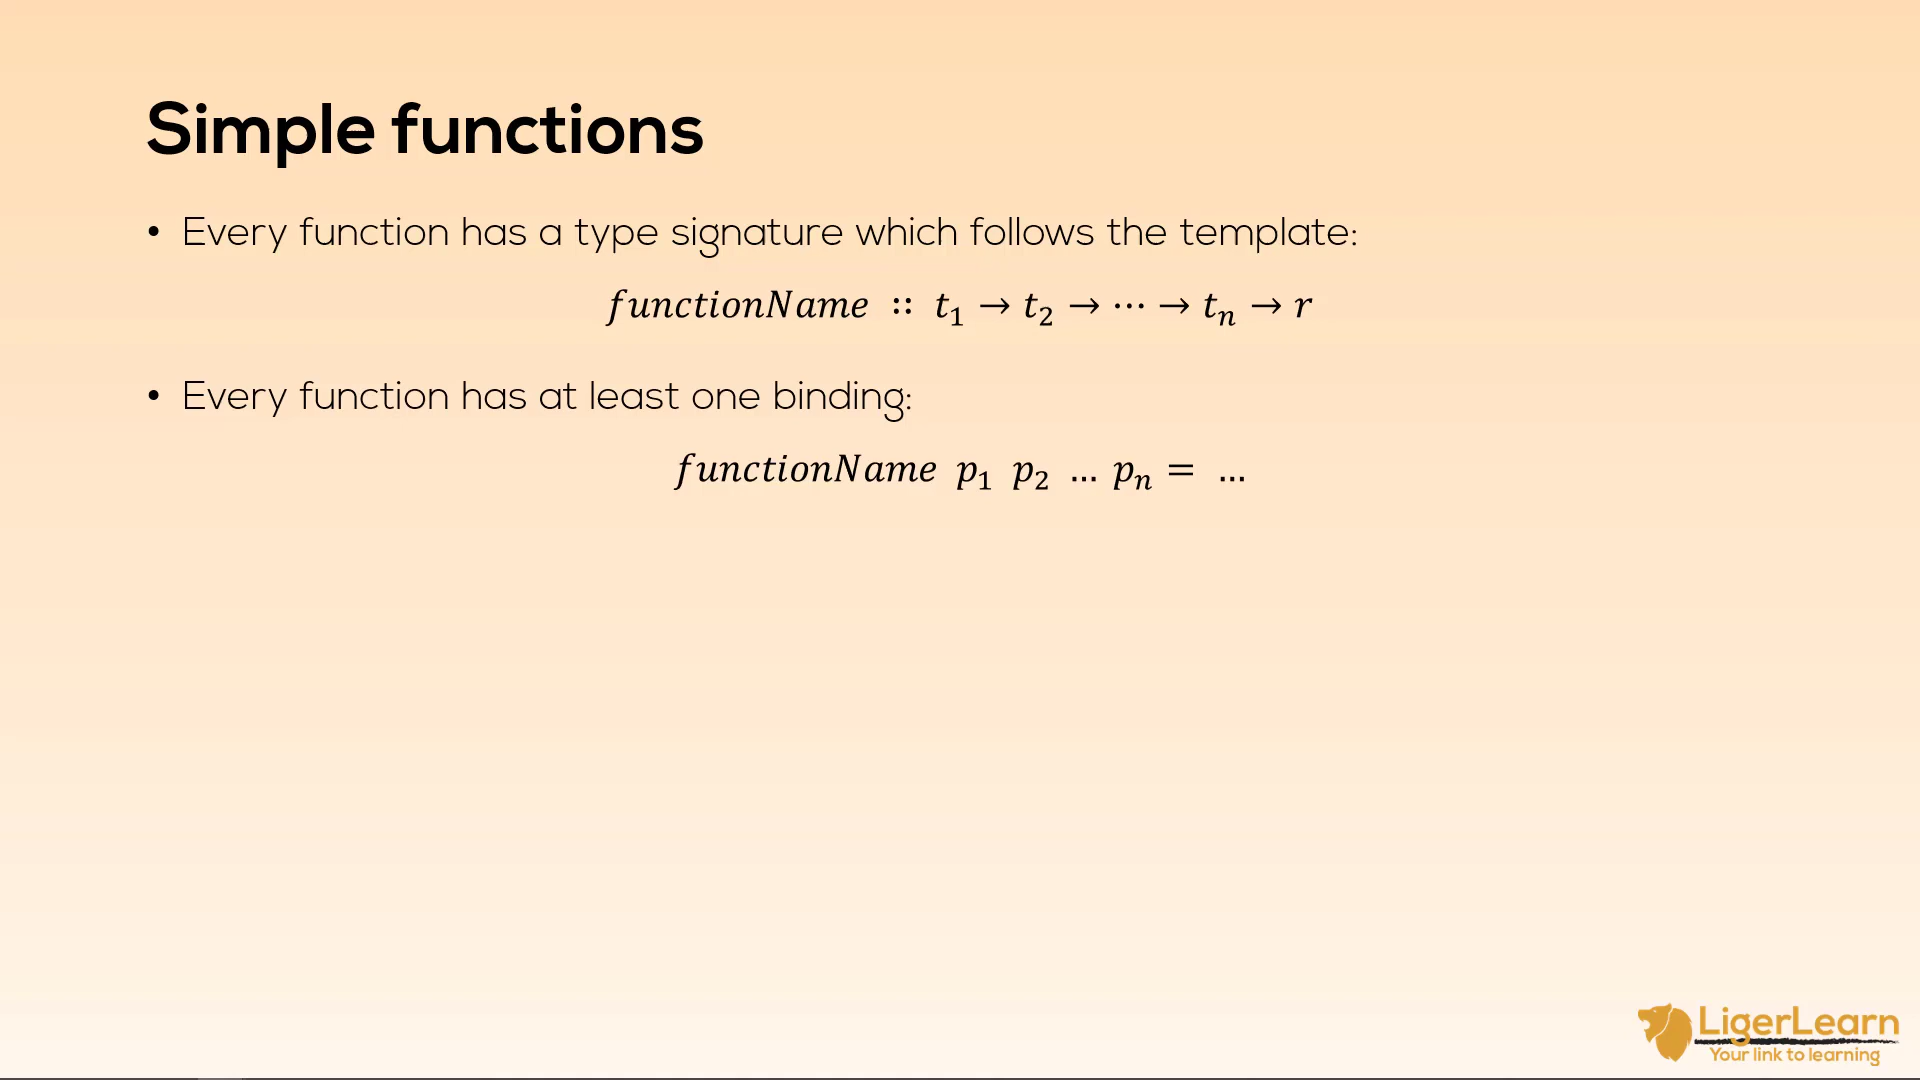 Simple functions
• Every function has a type signature which follows the template:
functionName :: t₁ → t₂ → ⋯ → tₙ → r
• Every function has at least one binding:
functionName p₁ p₂ … pₙ = …
LigerLearn
Your link to learning